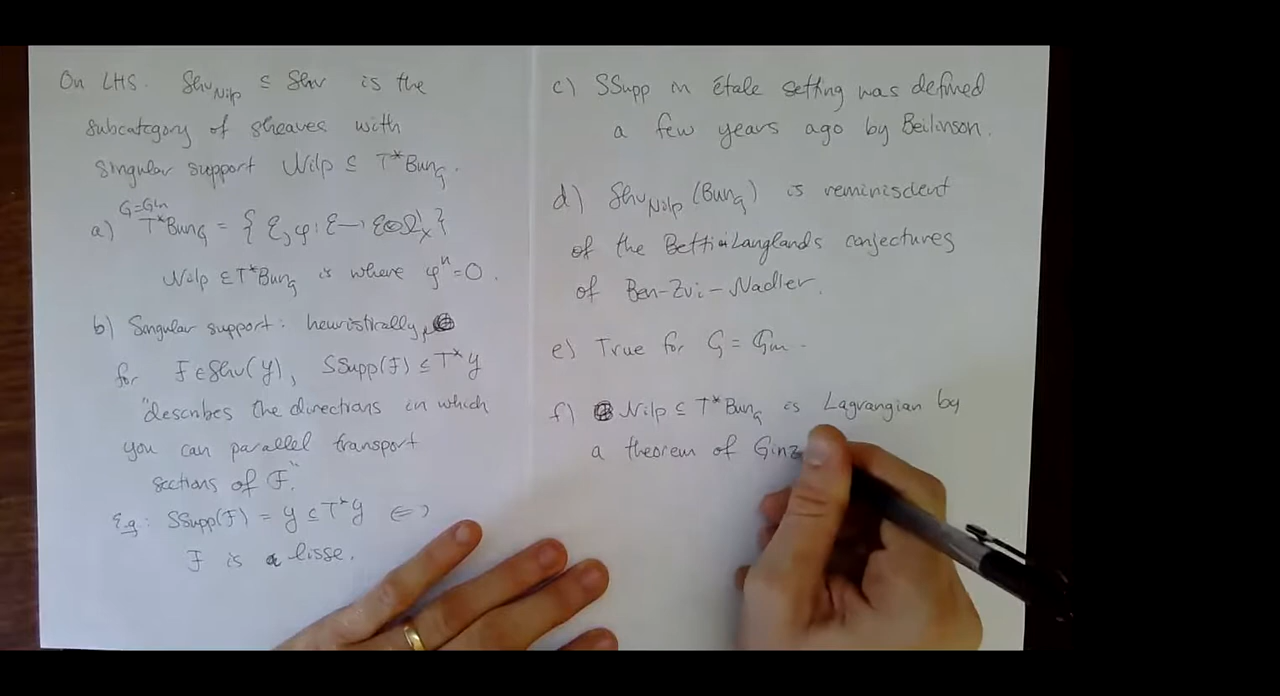 On LHS. Shv_Nilp ⊆ Shv is the
subcategory of sheaves with
singular support Nilp ⊆ T*Bun_G.
G=GLn
a) T*Bun_G = { E, φ: E → E⊗Ω¹_X }
Nilp ⊆ T*Bun_G is where φⁿ=0.
b) Singular support: heuristically,
for F ∈ Shv(Y), SSupp(F) ⊆ T*Y
"describes the directions in which
you can parallel transport
sections of F."
E.g.: SSupp(F) = Y ⊆ T*Y ⇔
F is lisse.
c) SSupp in étale setting was defined
a few years ago by Beilinson.
d) Shv_Nilp (Bun_G) is reminisdent
of the Betti Langlands conjectures
of Ben-Zvi-Nadler.
e) True for G = Gm.
f) Nilp ⊆ T*Bun_G is Lagrangian by
a theorem of Ginz